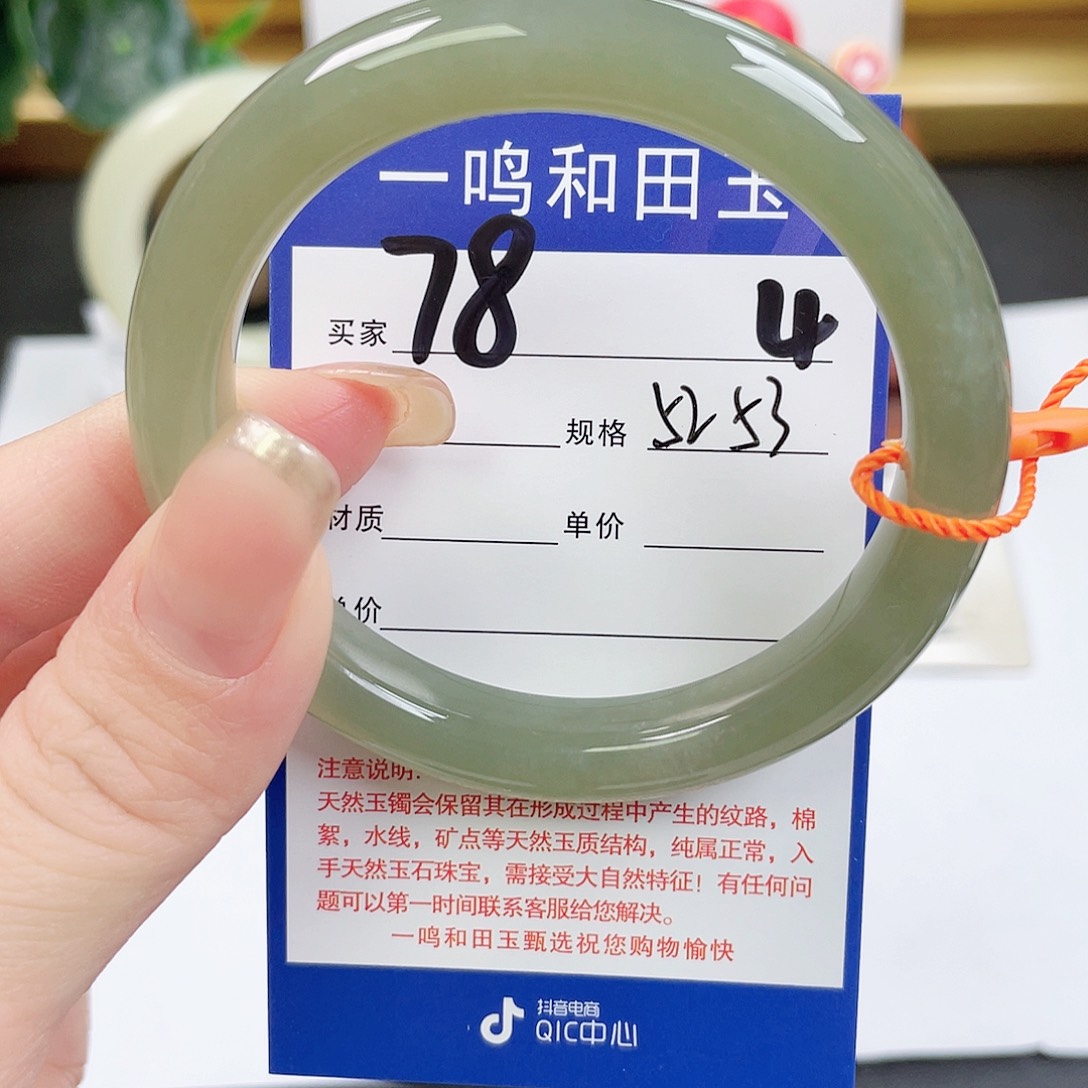 一鸣和田玉
买家 78 4
规格 52 53
材质 单价
单价
注意说明:
天然玉镯会保留其在形成过程中产生的纹路，棉
絮，水线，矿点等天然玉质结构，纯属正常，入
手天然玉石珠宝，需接受大自然特征！有任何问
题可以第一时间联系客服给您解决。
一鸣和田玉甄选祝您购物愉快
抖音电商
QIC中心